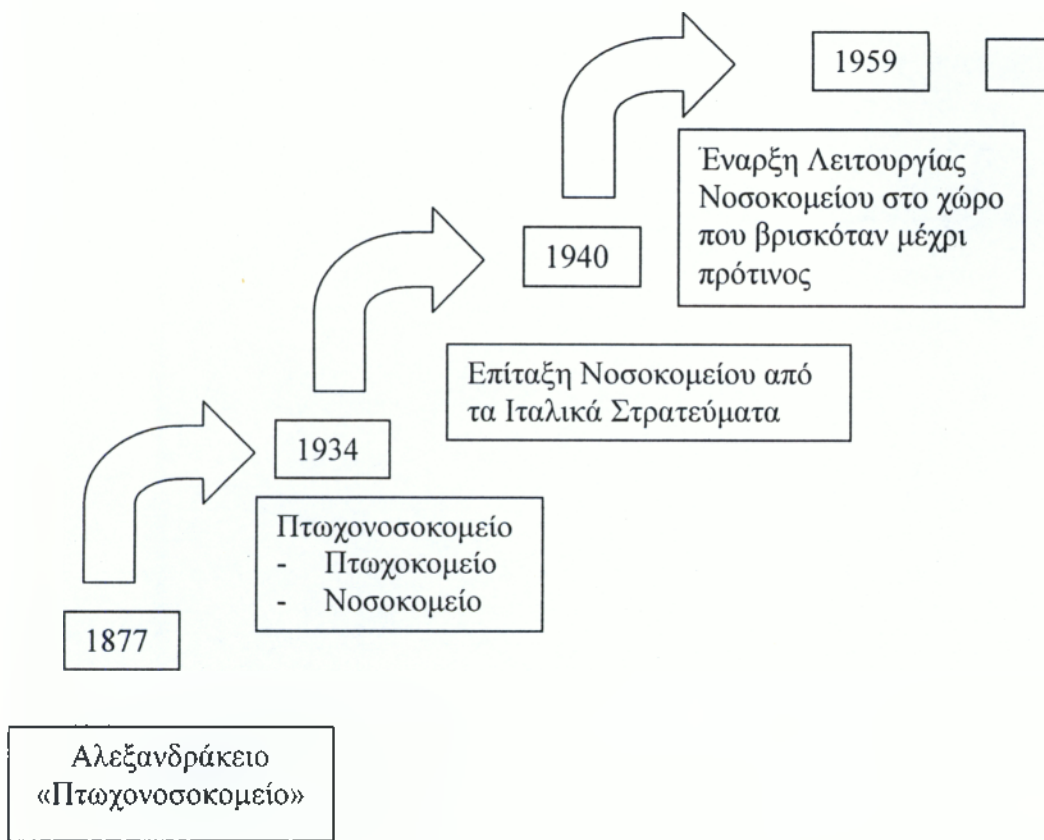 1959
Έναρξη Λειτουργίας
Νοσοκομείου στο χώρο
που βρισκόταν μέχρι
πρότινος
1940
Επίταξη Νοσοκομείου από
τα Ιταλικά Στρατεύματα
1934
Πτωχονοσοκομείο
- Πτωχοκομείο
- Νοσοκομείο
1877
Αλεξανδράκειο
«Πτωχονοσοκομείο»